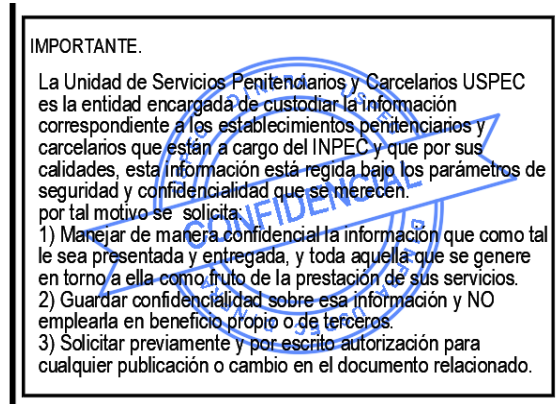 IMPORTANTE.
La Unidad de Servicios Penitenciarios y Carcelarios USPEC
es la entidad encargada de custodiar la información
correspondiente a los establecimientos penitenciarios y
carcelarios que están a cargo del INPEC y que por sus
calidades, esta información está regida bajo los parámetros de
seguridad y confidencialidad que se merecen.
por tal motivo se solicita:
1) Manejar de manera confidencial la información que como tal
le sea presentada y entregada, y toda aquella que se genere
en torno a ella como fruto de la prestación de sus servicios.
2) Guardar confidencialidad sobre esa información y NO
emplearla en beneficio propio o de terceros.
3) Solicitar previamente y por escrito autorización para
cualquier publicación o cambio en el documento relacionado.
CONFIDENCIAL